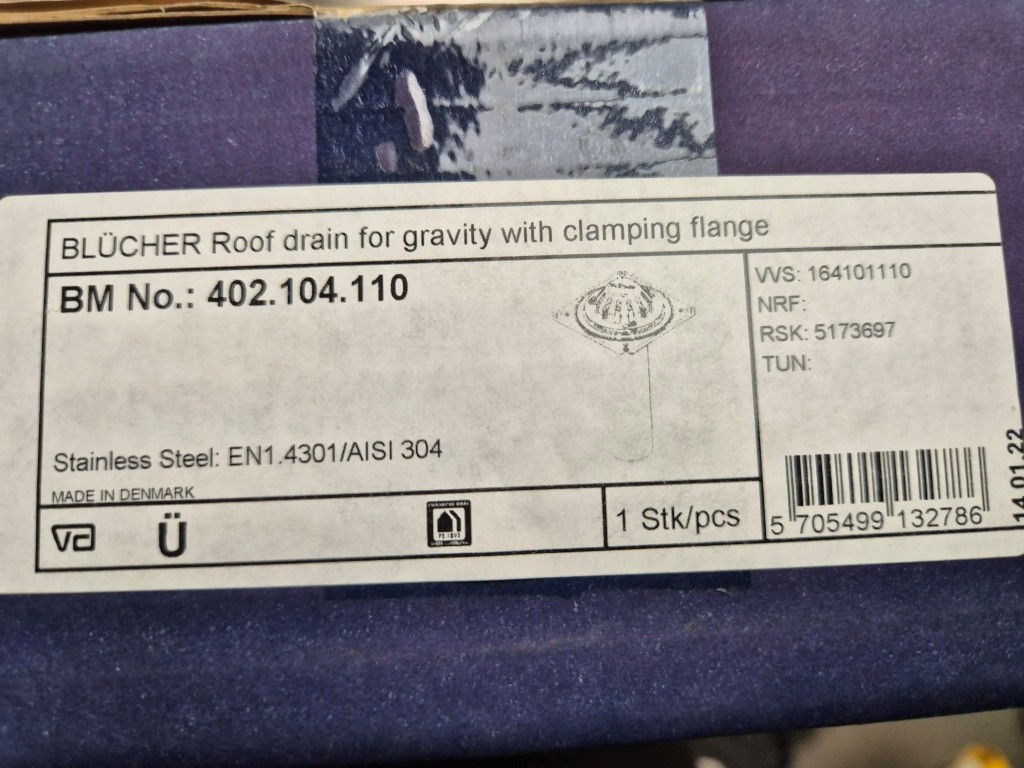 BLÜCHER Roof drain for gravity with clamping flange
BM No.: 402.104.110
VVS: 164101110
NRF:
RSK: 5173697
TUN:
Stainless Steel: EN1.4301/AISI 304
MADE IN DENMARK
va Ü
1 Stk/pcs
5 705499 132786
14.01.22